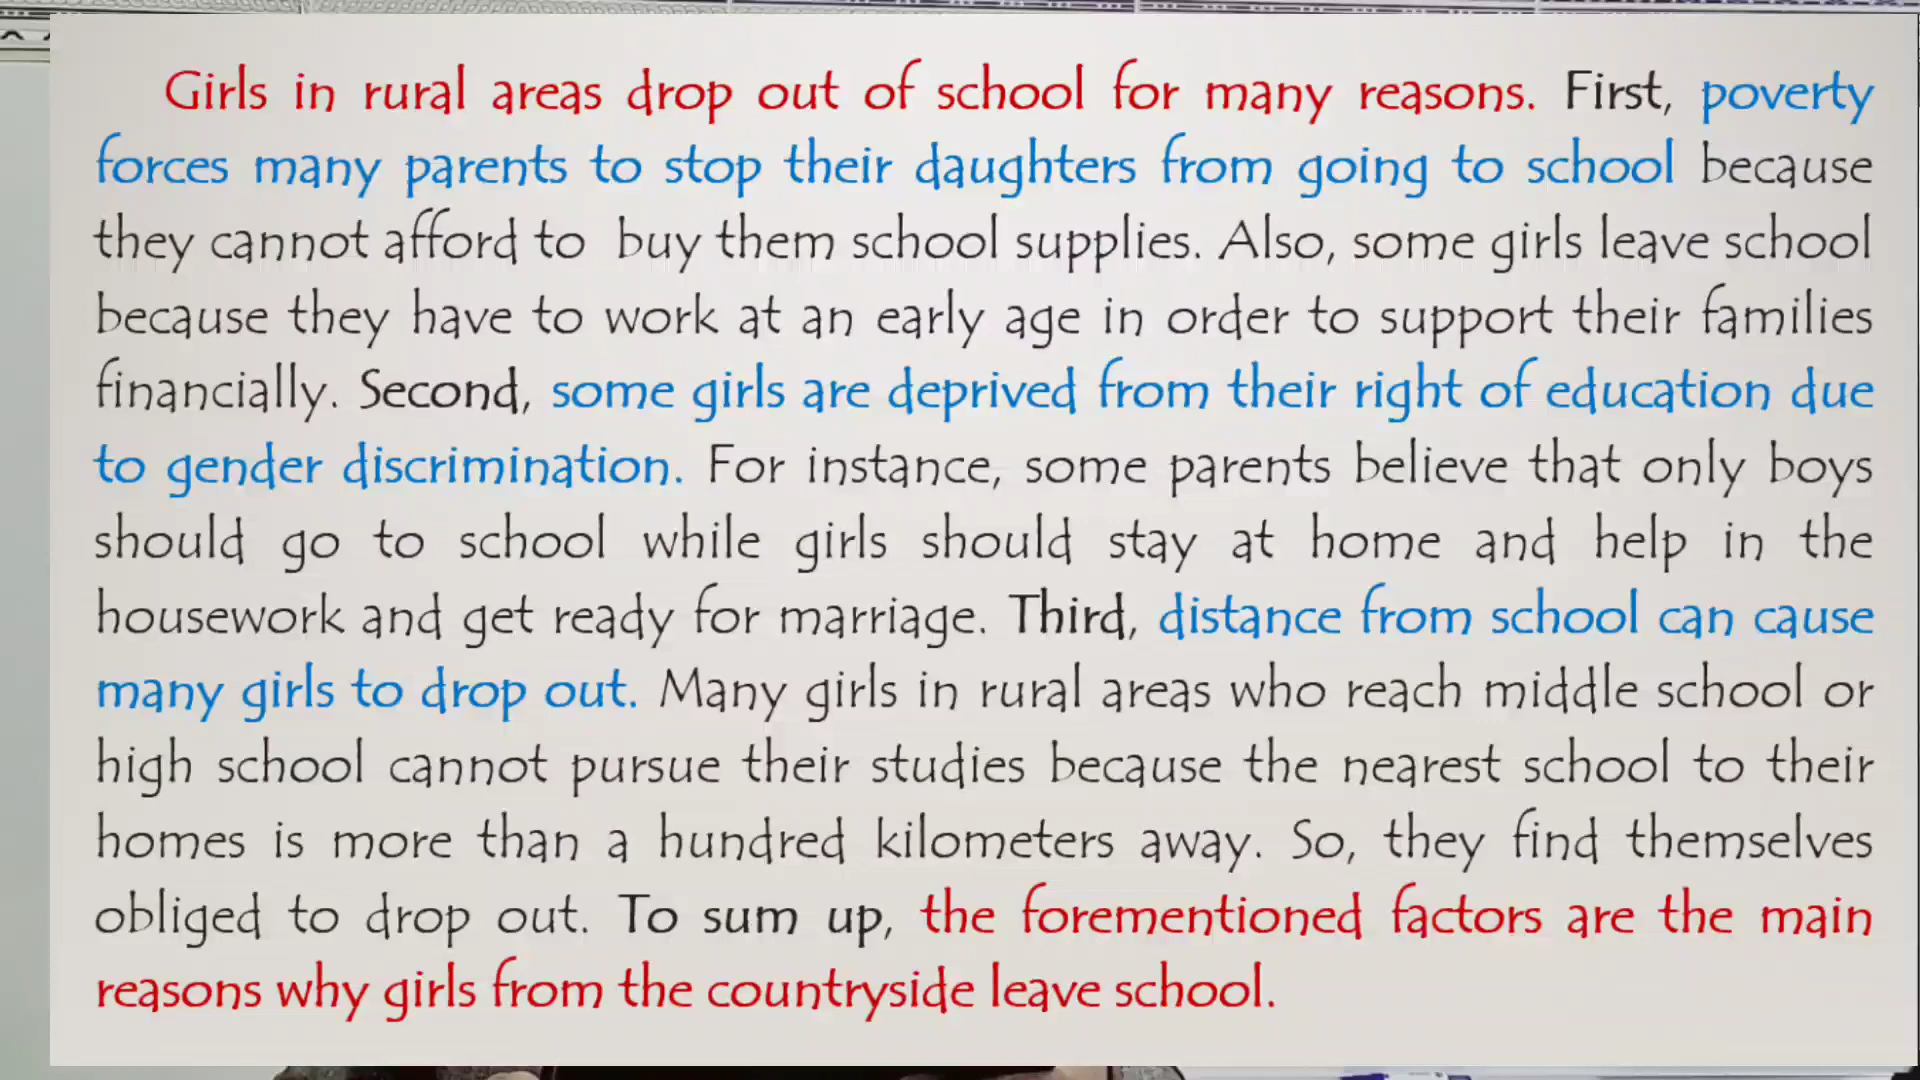 Girls in rural areas drop out of school for many reasons. First, poverty
forces many parents to stop their daughters from going to school because
they cannot afford to buy them school supplies. Also, some girls leave school
because they have to work at an early age in order to support their families
financially. Second, some girls are deprived from their right of education due
to gender discrimination. For instance, some parents believe that only boys
should go to school while girls should stay at home and help in the
housework and get ready for marriage. Third, distance from school can cause
many girls to drop out. Many girls in rural areas who reach middle school or
high school cannot pursue their studies because the nearest school to their
homes is more than a hundred kilometers away. So, they find themselves
obliged to drop out. To sum up, the forementioned factors are the main
reasons why girls from the countryside leave school.